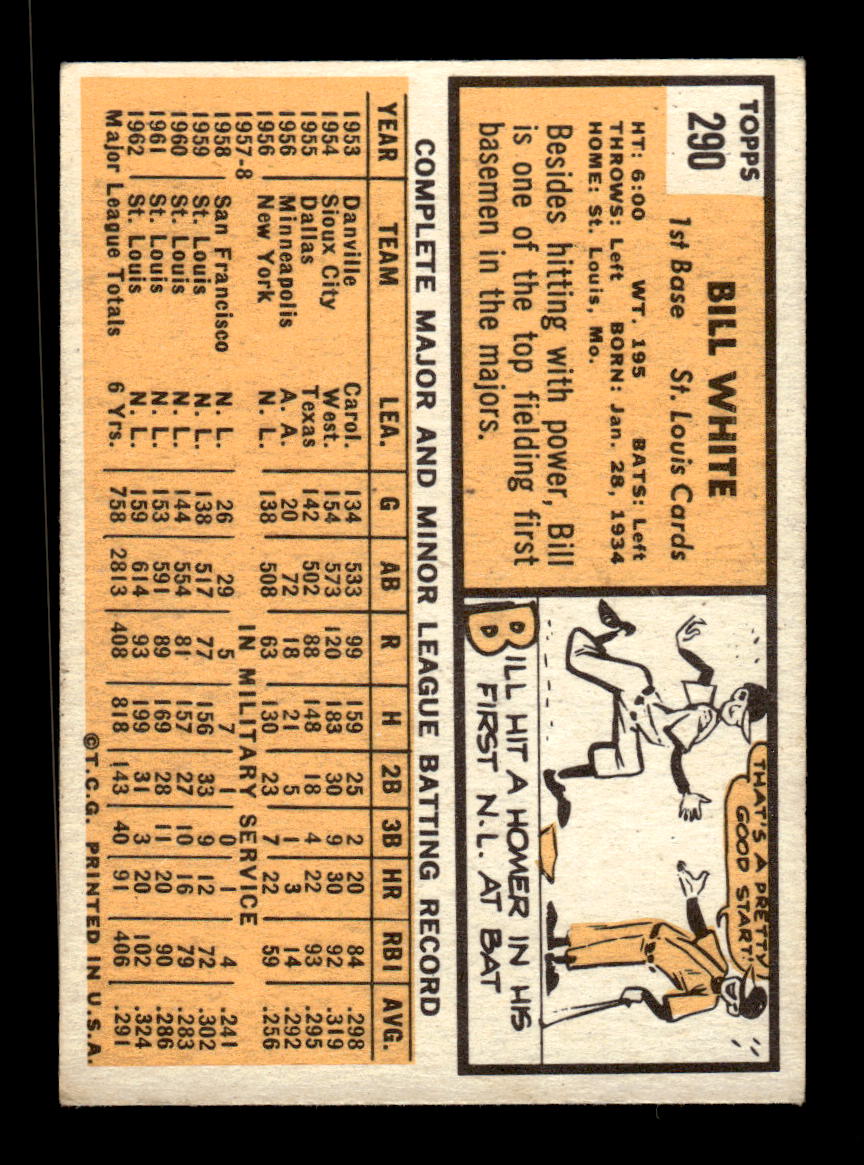 TOPPS
290
BILL WHITE
1st Base St. Louis Cards
HT: 6:00 WT. 195 BATS: Left
THROWS: Left BORN: Jan. 28, 1934
HOME: St. Louis, Mo.
Besides hitting with power, Bill
is one of the top fielding first
basemen in the majors.
THAT'S A PRETTY
GOOD START!
BILL HIT A HOMER IN HIS
FIRST N.L. AT BAT
COMPLETE MAJOR AND MINOR LEAGUE BATTING RECORD
YEAR TEAM LEA. G AB R H 2B 3B HR RBI AVG.
1953 Danville Carol. 134 533 99 159 25 2 20 84 .298
1954 Sioux City West. 154 573 120 183 30 9 30 92 .319
1955 Dallas Texas 142 502 88 148 18 4 22 93 .295
1956 Minneapolis A. A. 20 72 18 21 5 1 3 14 .292
1956 New York N. L. 138 508 63 130 23 7 22 59 .256
1957-8 IN MILITARY SERVICE
1958 San Francisco N. L. 26 29 5 7 1 0 1 4 .241
1959 St. Louis N. L. 138 517 77 156 33 9 12 72 .302
1960 St. Louis N. L. 144 554 81 157 27 10 16 79 .283
1961 St. Louis N. L. 153 591 89 169 28 11 20 90 .286
1962 St. Louis N. L. 159 614 93 199 31 3 20 102 .324
Major League Totals 6 Yrs. 758 2813 408 818 143 40 91 406 .291
©T.C.G. PRINTED IN U.S.A.